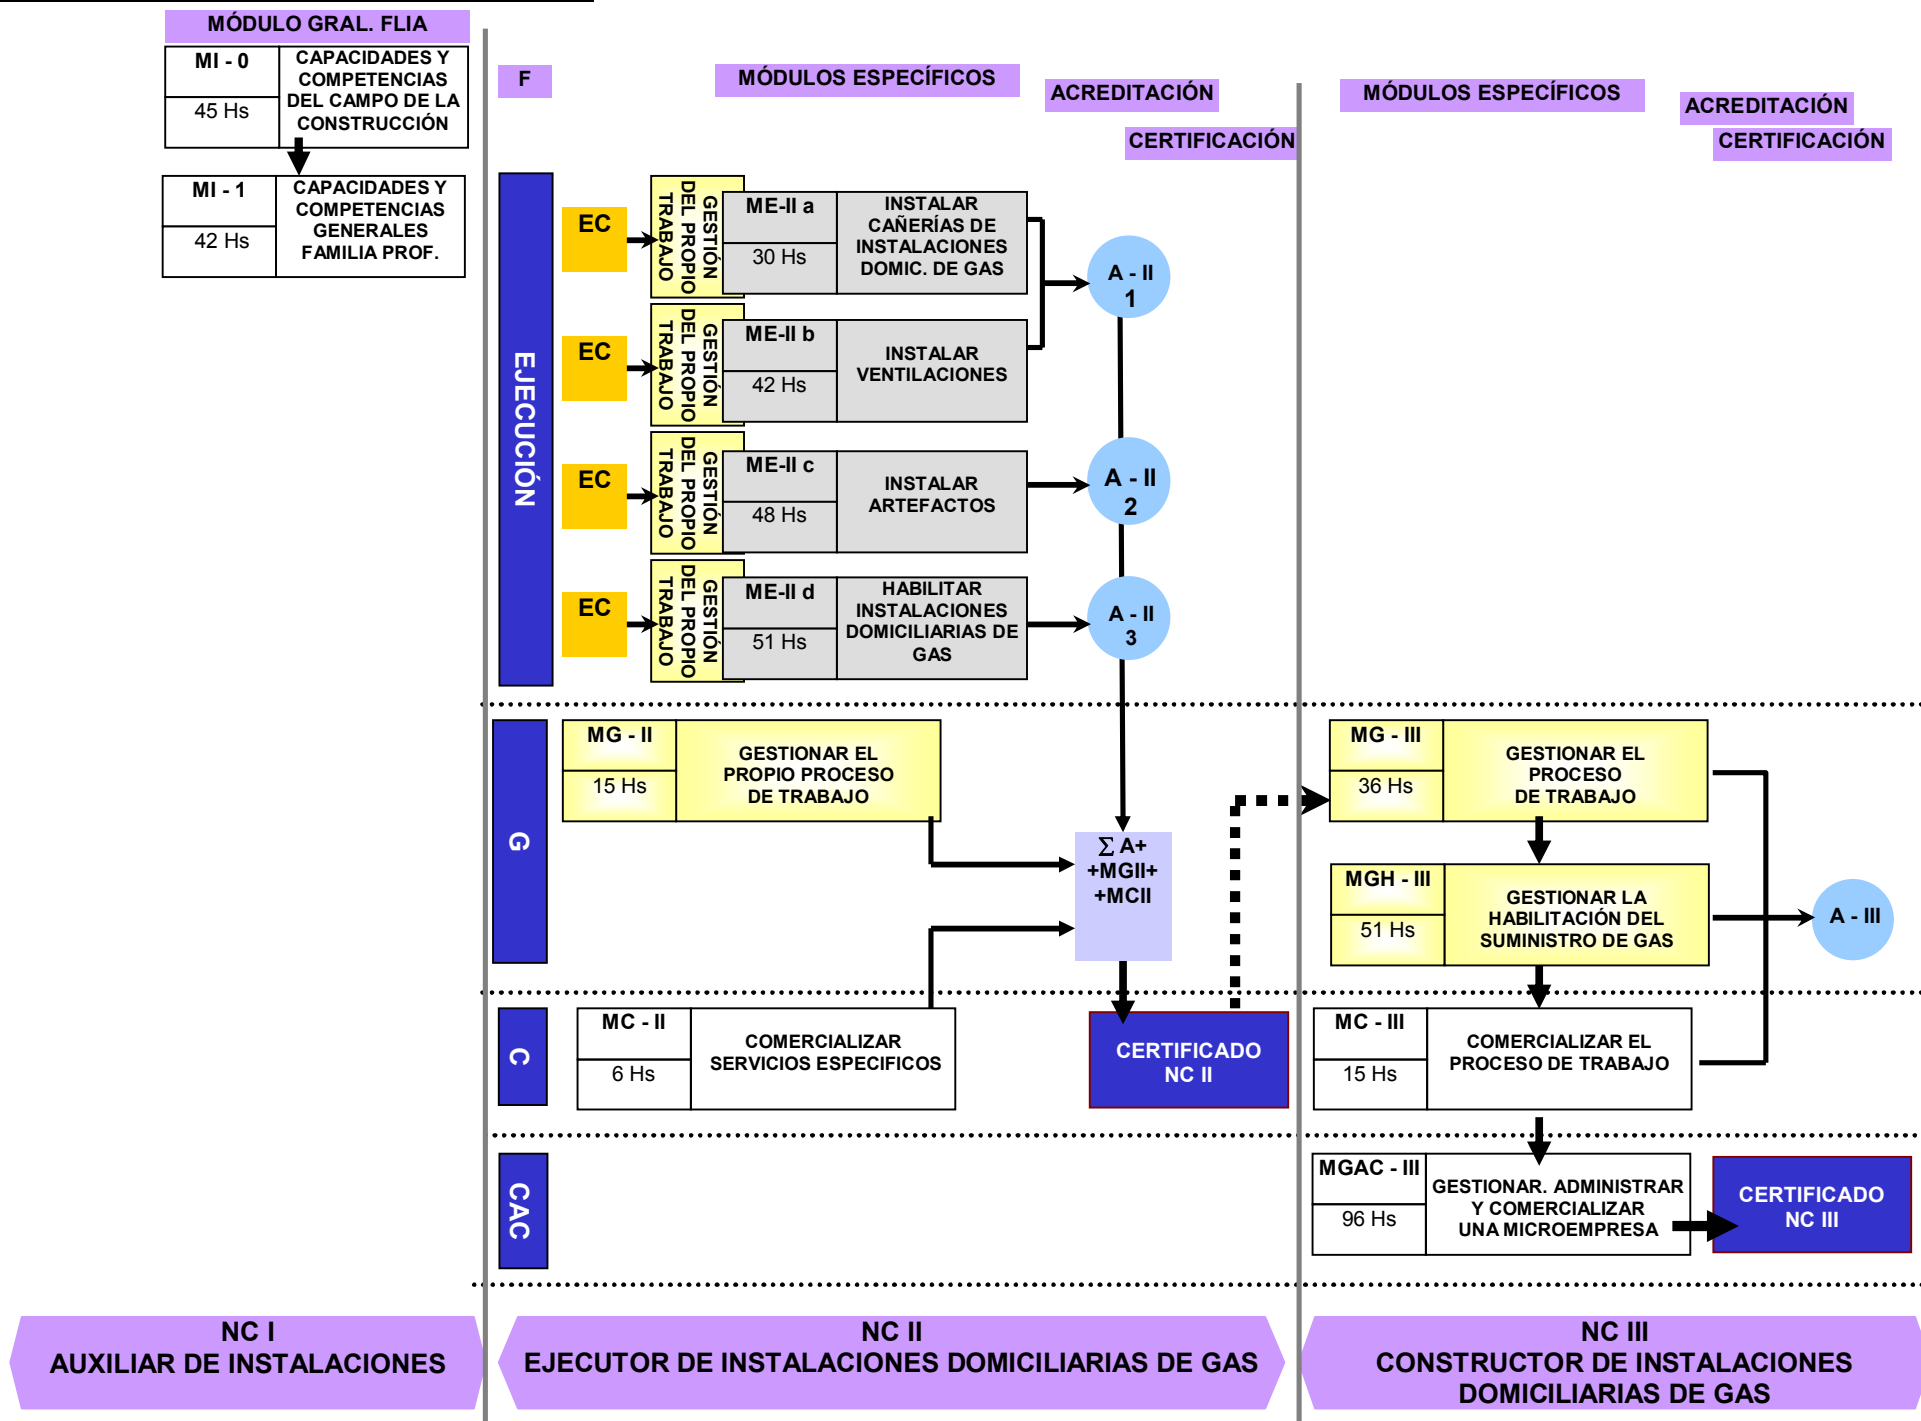 MÓDULO GRAL. FLIA
MI - 0
45 Hs
CAPACIDADES Y
COMPETENCIAS
DEL CAMPO DE LA
CONSTRUCCIÓN
MI - 1
42 Hs
CAPACIDADES Y
COMPETENCIAS
GENERALES
FAMILIA PROF.
F
MÓDULOS ESPECÍFICOS
ACREDITACIÓN
CERTIFICACIÓN
MÓDULOS ESPECÍFICOS
ACREDITACIÓN
CERTIFICACIÓN
EJECUCIÓN
EC
GESTIÓN
DEL PROPIO
TRABAJO
ME-II a
30 Hs
INSTALAR
CAÑERÍAS DE
INSTALACIONES
DOMIC. DE GAS
A - II
1
EC
GESTIÓN
DEL PROPIO
TRABAJO
ME-II b
42 Hs
INSTALAR
VENTILACIONES
EC
GESTIÓN
DEL PROPIO
TRABAJO
ME-II c
48 Hs
INSTALAR
ARTEFACTOS
A - II
2
EC
GESTIÓN
DEL PROPIO
TRABAJO
ME-II d
51 Hs
HABILITAR
INSTALACIONES
DOMICILIARIAS DE
GAS
A - II
3
G
MG - II
15 Hs
GESTIONAR EL
PROPIO PROCESO
DE TRABAJO
∑ A+
+MGII+
+MCII
MG - III
36 Hs
GESTIONAR EL
PROCESO
DE TRABAJO
MGH - III
51 Hs
GESTIONAR LA
HABILITACIÓN DEL
SUMINISTRO DE GAS
A - III
C
MC - II
6 Hs
COMERCIALIZAR
SERVICIOS ESPECIFICOS
CERTIFICADO
NC II
MC - III
15 Hs
COMERCIALIZAR EL
PROCESO DE TRABAJO
CAC
MGAC - III
96 Hs
GESTIONAR. ADMINISTRAR
Y COMERCIALIZAR
UNA MICROEMPRESA
CERTIFICADO
NC III
NC I
AUXILIAR DE INSTALACIONES
NC II
EJECUTOR DE INSTALACIONES DOMICILIARIAS DE GAS
NC III
CONSTRUCTOR DE INSTALACIONES
DOMICILIARIAS DE GAS